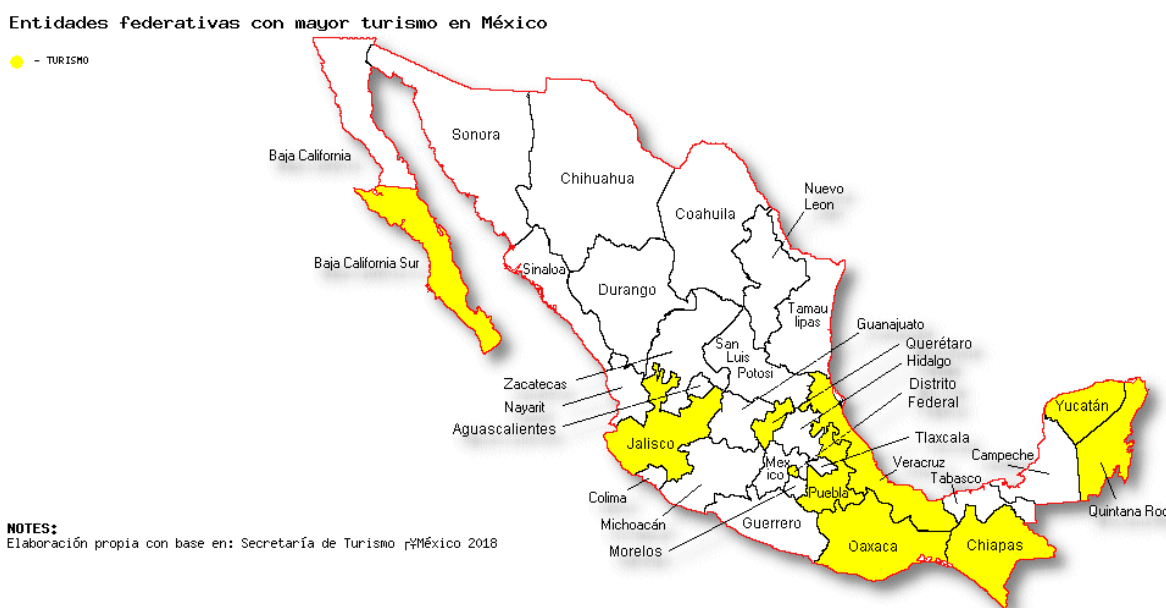 Entidades federativas con mayor turismo en México
- TURISMO
Sonora
Baja California
Chihuahua
Nuevo
Leon
Coahuila
Baja California Sur
Sinaloa
Durango
Tamau
lipas
Guanajuato
San
Luis
Potosi
Querétaro
Hidalgo
Zacatecas
Distrito
Federal
Nayarit
Yucatán
Aguascalientes
Jalisco
Tlaxcala
Campeche
Mex
ico
Veracruz
Tabasco
Colima
Puebla
Quintana Roo
Michoacán
Guerrero
Morelos
Oaxaca
Chiapas
NOTES:
Elaboración propia con base en: Secretaría de Turismo México 2018